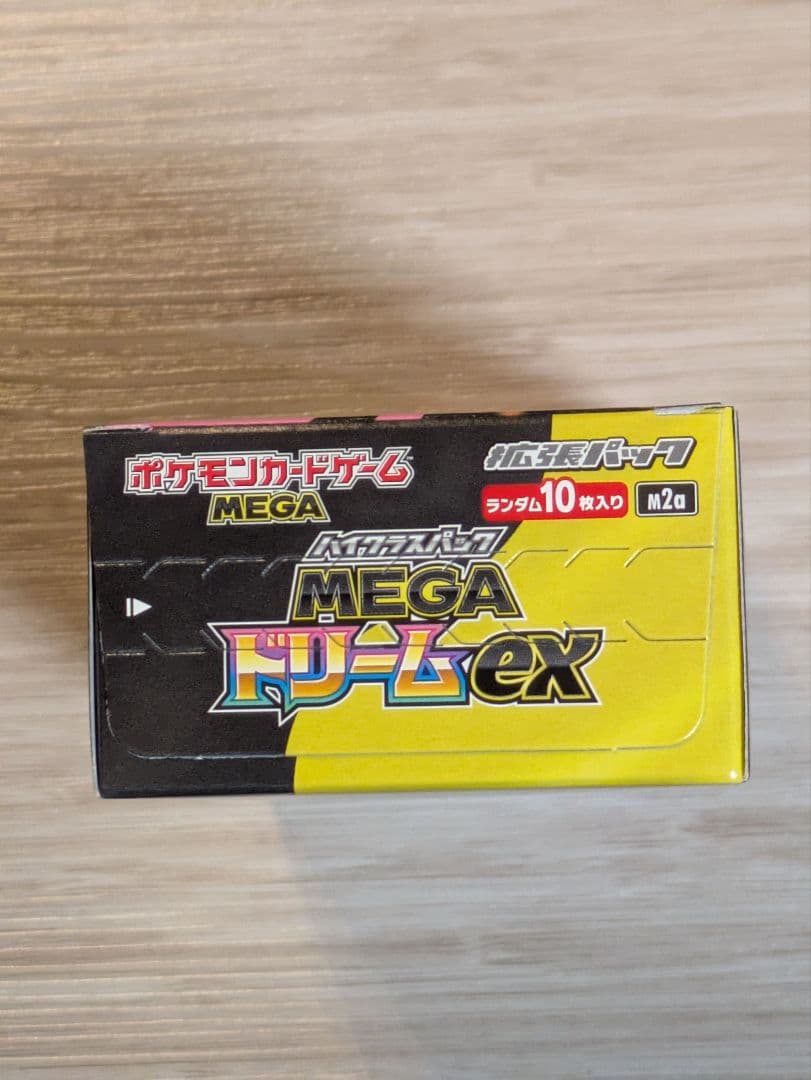 ポケモンカードゲーム
MEGA
拡張パック
ランダム10枚入り M2a
ハイクラスパック
MEGA
ドリームex